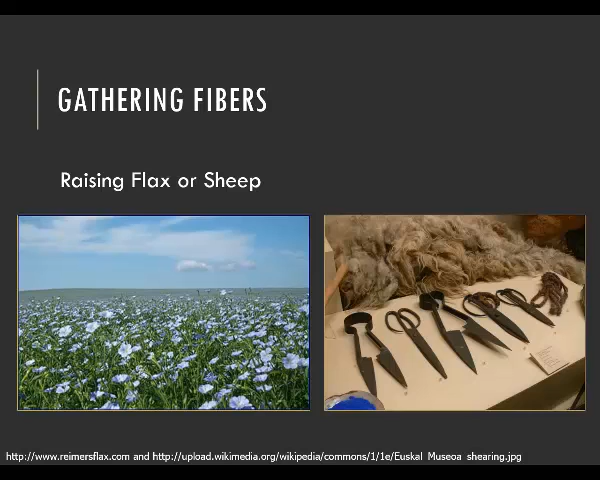 GATHERING FIBERS
Raising Flax or Sheep
http://www.reimersflax.com and http://upload.wikimedia.org/wikipedia/commons/1/1e/Euskal_Museoa_shearing.jpg